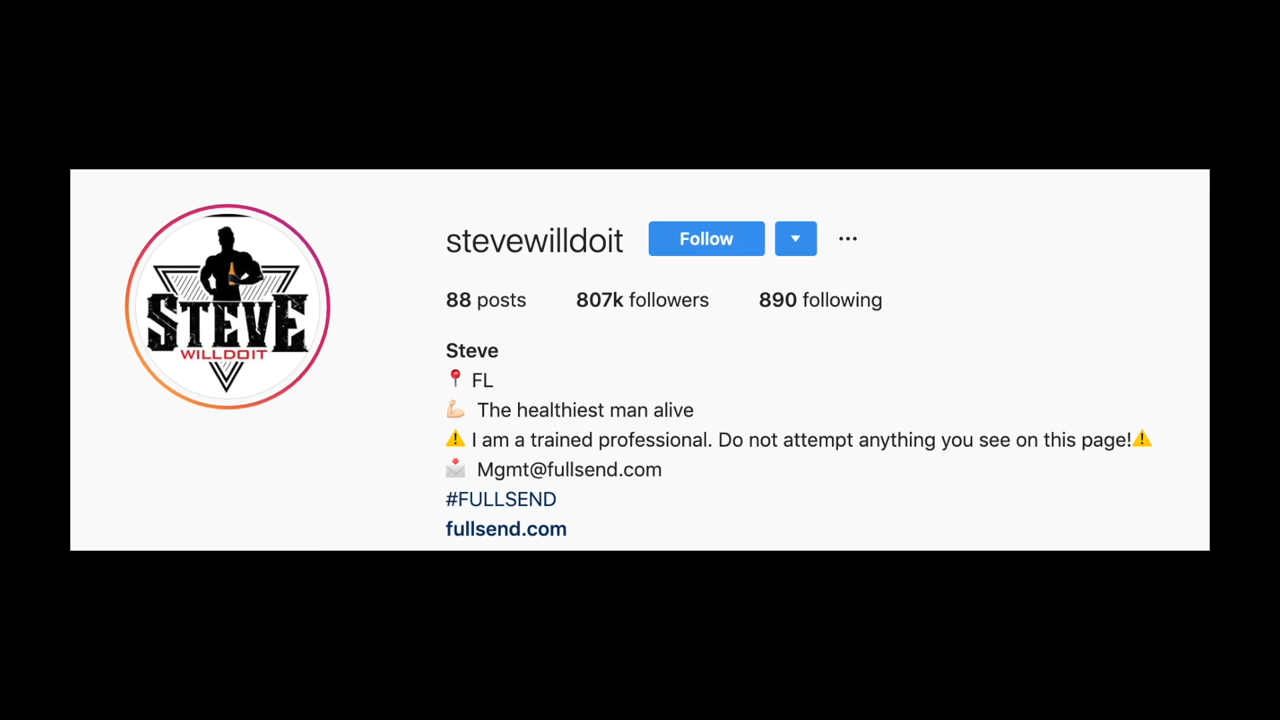 STEVE
WILLDOIT
stevewilldoit Follow ▼ •••
88 posts 807k followers 890 following
Steve
📍 FL
💪🏻 The healthiest man alive
⚠️ I am a trained professional. Do not attempt anything you see on this page!⚠️
📩 Mgmt@fullsend.com
#FULLSEND
fullsend.com